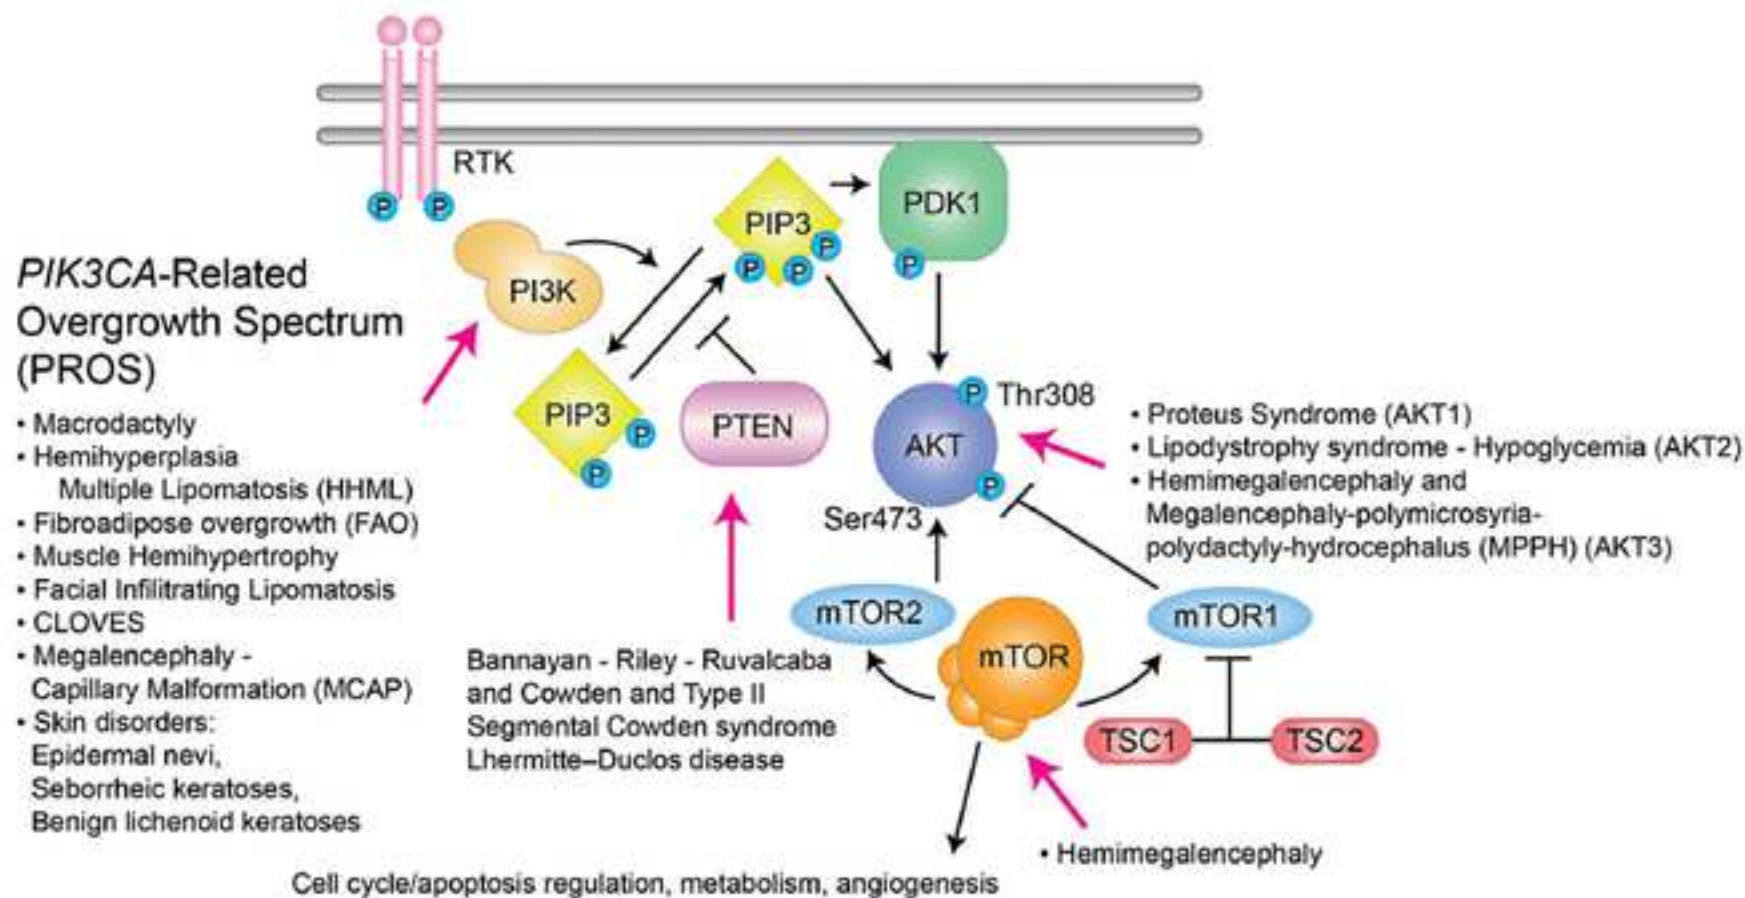 RTK
P
P
PI3K
PIP3
P
P
P
PDK1
P
PIP3
P
P
PTEN
AKT
P
Thr308
P
Ser473
mTOR2
mTOR
mTOR1
TSC1
TSC2
PIK3CA-Related
Overgrowth Spectrum
(PROS)
• Macrodactyly
• Hemihyperplasia
Multiple Lipomatosis (HHML)
• Fibroadipose overgrowth (FAO)
• Muscle Hemihypertrophy
• Facial Infilitrating Lipomatosis
• CLOVES
• Megalencephaly -
Capillary Malformation (MCAP)
• Skin disorders:
Epidermal nevi,
Seborrheic keratoses,
Benign lichenoid keratoses
Bannayan - Riley - Ruvalcaba
and Cowden and Type II
Segmental Cowden syndrome
Lhermitte–Duclos disease
• Proteus Syndrome (AKT1)
• Lipodystrophy syndrome - Hypoglycemia (AKT2)
• Hemimegalencephaly and
Megalencephaly-polymicrosyria-
polydactyly-hydrocephalus (MPPH) (AKT3)
• Hemimegalencephaly
Cell cycle/apoptosis regulation, metabolism, angiogenesis